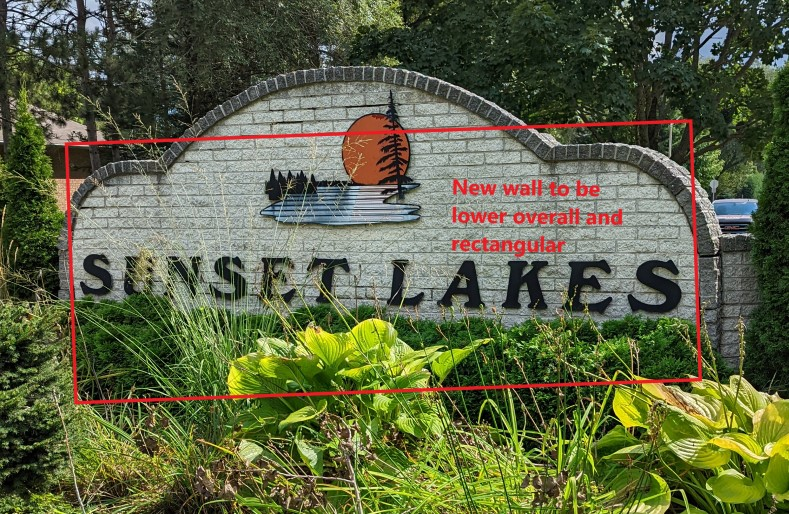 New wall to be
lower overall and
rectangular
SUNSET LAKES